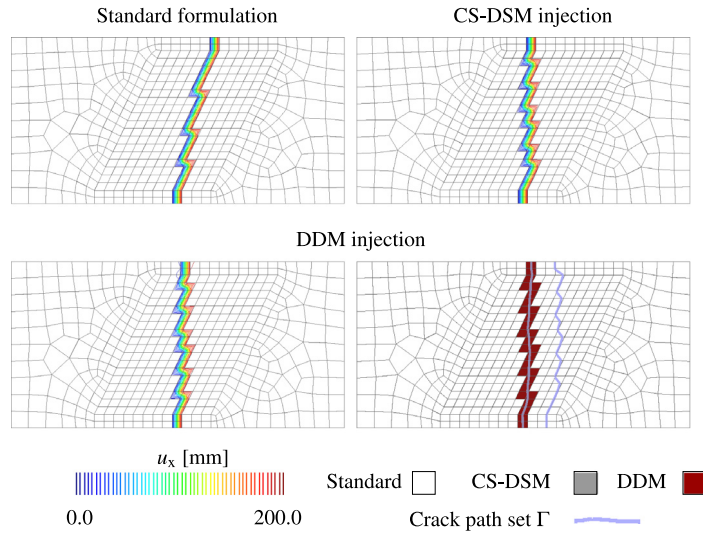 Standard formulation
CS-DSM injection
DDM injection
uₓ [mm]
0.0 200.0
Standard CS-DSM DDM
Crack path set Γ